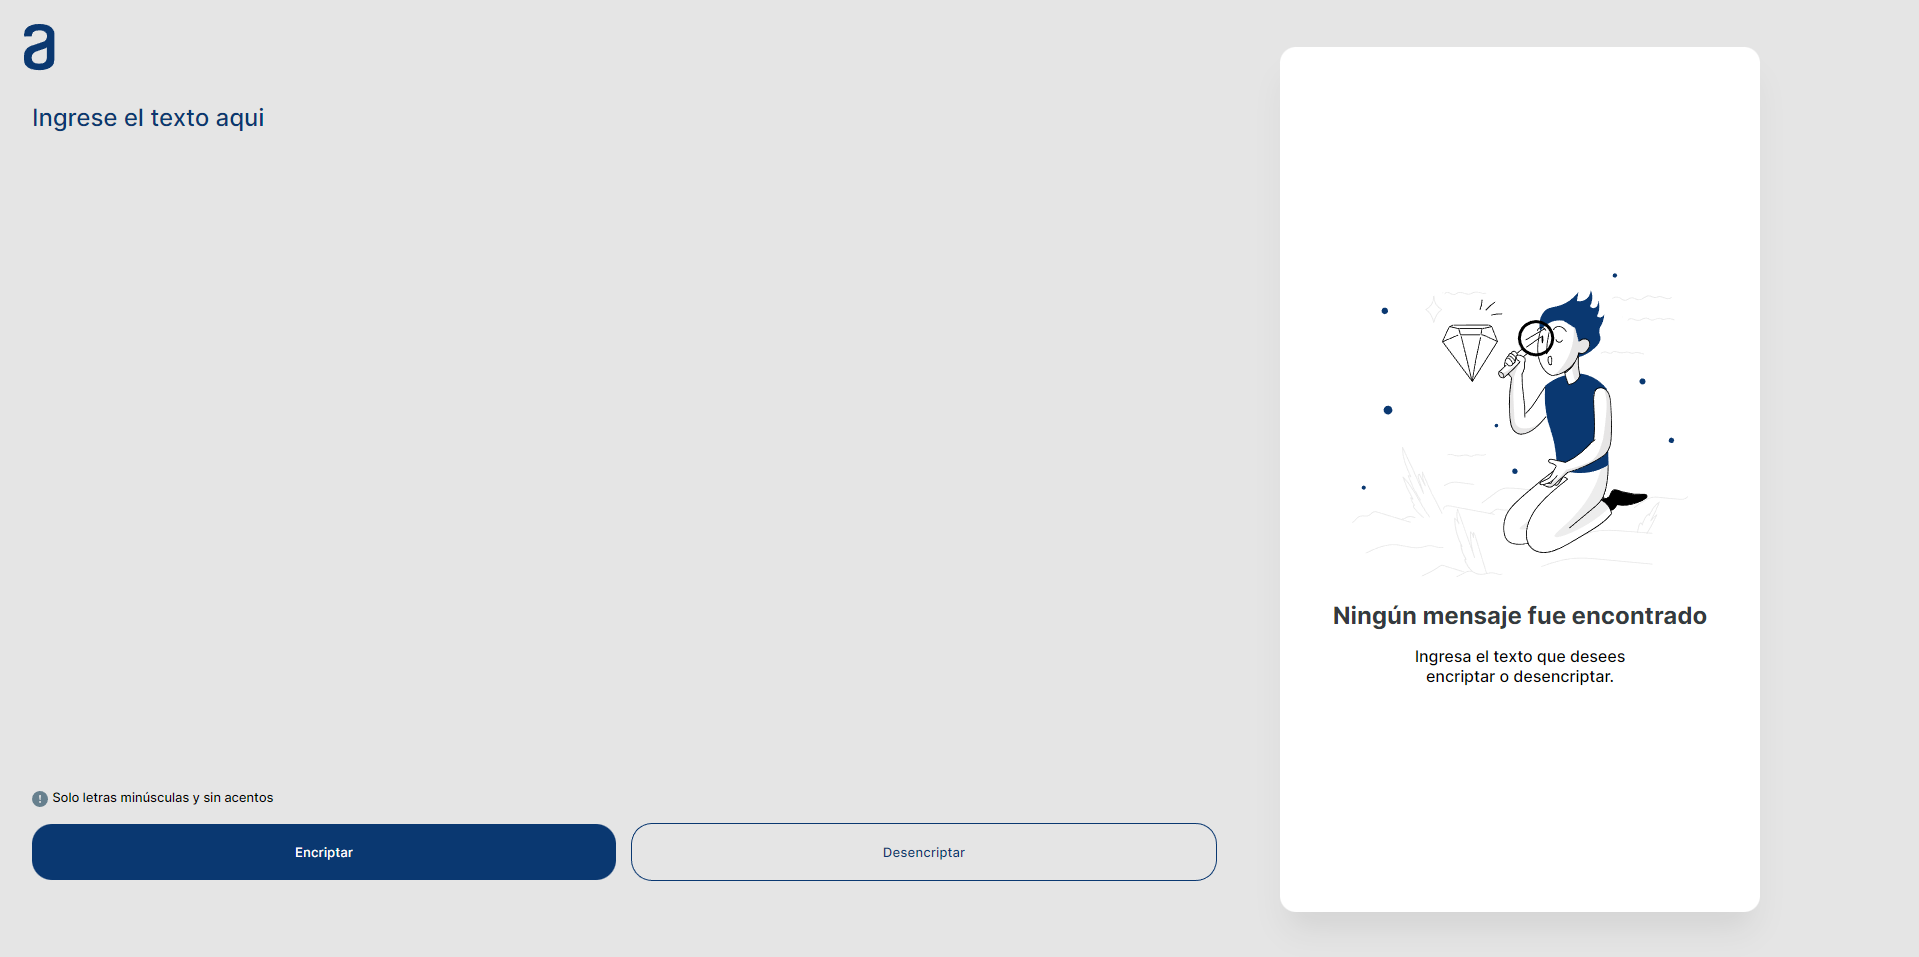 a
Ingrese el texto aqui
Solo letras minúsculas y sin acentos
Encriptar
Desencriptar
Ningún mensaje fue encontrado
Ingresa el texto que desees
encriptar o desencriptar.